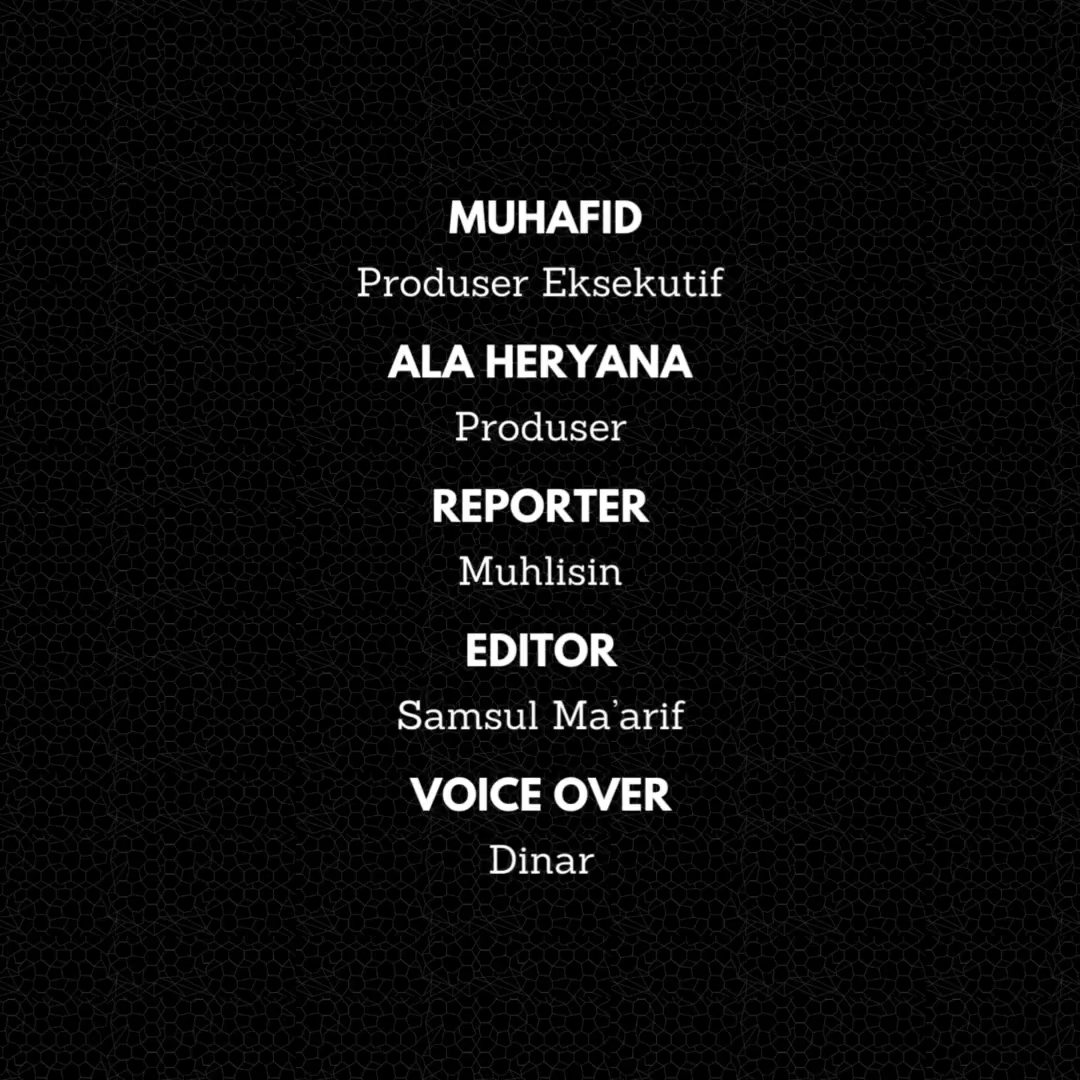 MUHAFID
Produser Eksekutif
ALA HERYANA
Produser
REPORTER
Muhlisin
EDITOR
Samsul Ma'arif
VOICE OVER
Dinar